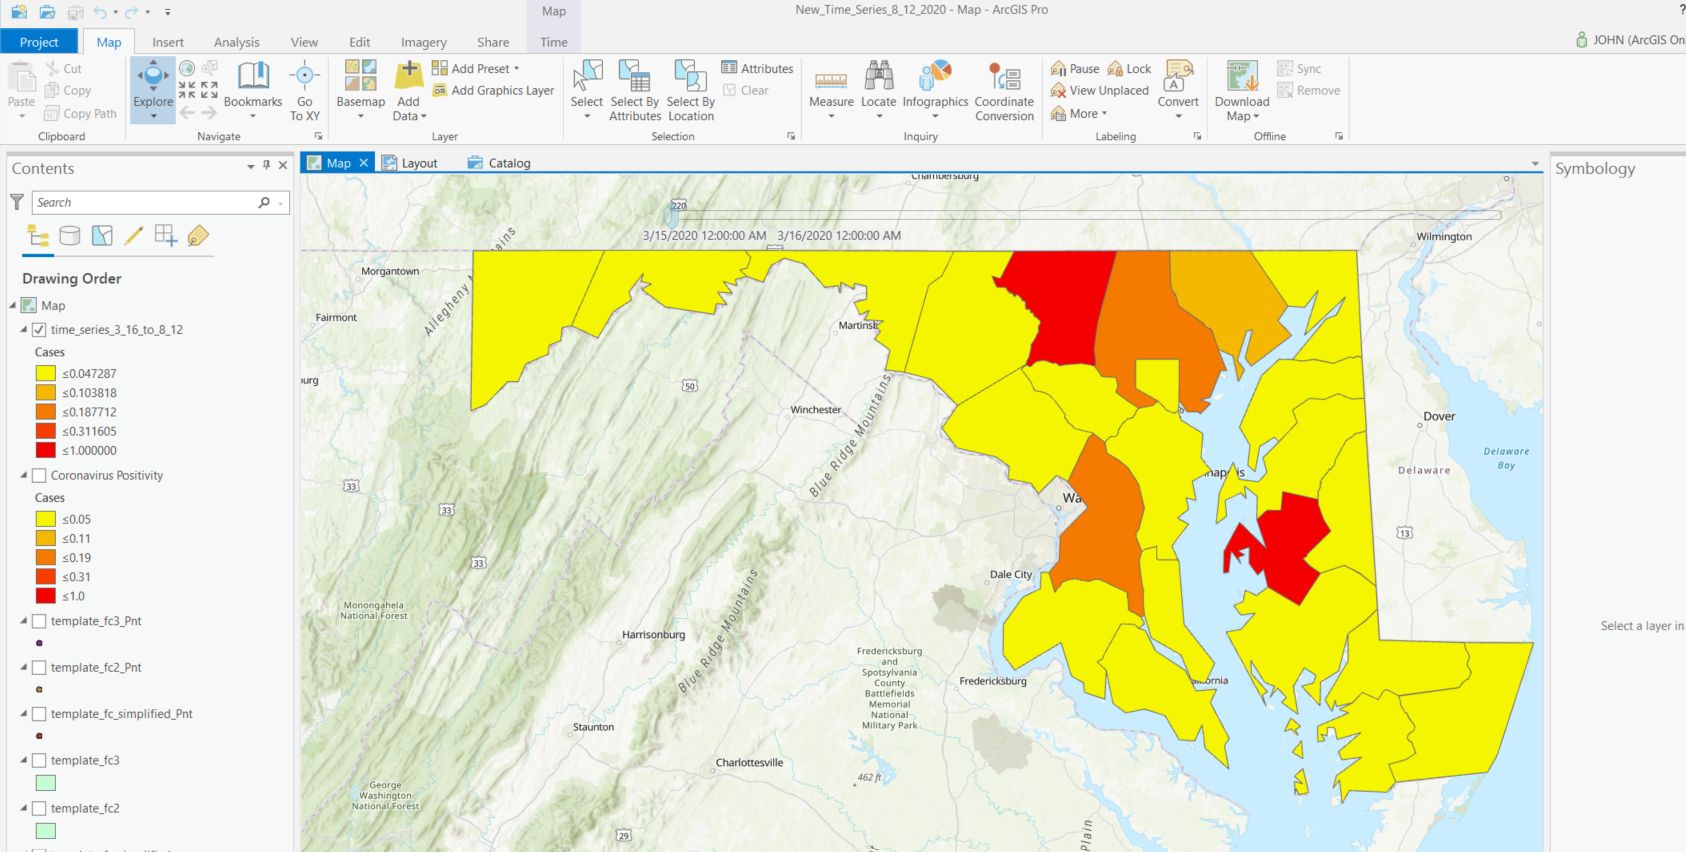 Map
New_Time_Series_8_12_2020 - Map - ArcGIS Pro
?
Project
Map
Insert
Analysis
View
Edit
Imagery
Share
Time
JOHN (ArcGIS Onl
Paste
Cut
Copy
Copy Path
Clipboard
Explore
Bookmarks
Go
To XY
Navigate
Basemap
Add
Data
Add Preset
Add Graphics Layer
Layer
Select
Select By
Attributes
Select By
Location
Attributes
Clear
Selection
Measure
Locate
Infographics
Coordinate
Conversion
Inquiry
Pause
Lock
View Unplaced
More
Convert
Labeling
Download
Map
Sync
Remove
Offline
Contents
Search
Drawing Order
Map
time_series_3_16_to_8_12
Cases
≤0.047287
≤0.103818
≤0.187712
≤0.311605
≤1.000000
Coronavirus Positivity
Cases
≤0.05
≤0.11
≤0.19
≤0.31
≤1.0
template_fc3_Pnt
template_fc2_Pnt
template_fc_simplified_Pnt
template_fc3
template_fc2
Map
Layout
Catalog
Chambersburg
220
3/15/2020 12:00:00 AM 3/16/2020 12:00:00 AM
Wilmington
Morgantown
Allegheny M
ains
Fairmont
Martinsb
urg
50
Winchester
Blue Ridge Mountains
Dover
Delaware
Bay
Delaware
napolis
33
33
Wa
13
33
Dale City
Monongahela
National Forest
Harrisonburg
Blue Ridge Mountains
Fredericksburg
and
Spotsylvania
County
Battlefields
Memorial
National
Military Park
Fredericksburg
California
Staunton
Charlottesville
462 ft
George
Washington
National Forest
29
Plain
Symbology
Select a layer in